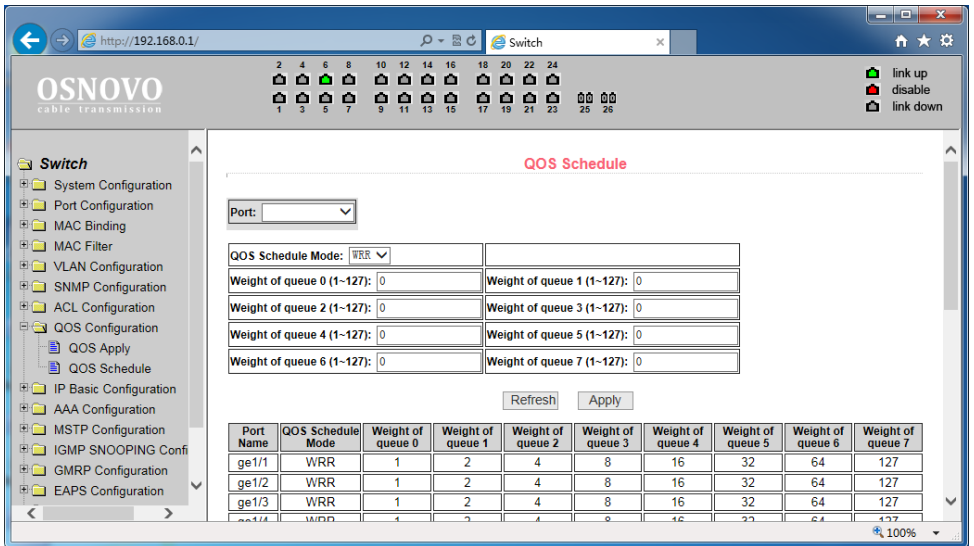 http://192.168.0.1/
Switch
OSNOVO
cable transmission
2 4 6 8 10 12 14 16 18 20 22 24
1 3 5 7 9 11 13 15 17 19 21 23 25 26
link up
disable
link down
Switch
System Configuration
Port Configuration
MAC Binding
MAC Filter
VLAN Configuration
SNMP Configuration
ACL Configuration
QOS Configuration
QOS Apply
QOS Schedule
IP Basic Configuration
AAA Configuration
MSTP Configuration
IGMP SNOOPING Confi
GMRP Configuration
EAPS Configuration
QOS Schedule
Port:
QOS Schedule Mode: WRR
Weight of queue 0 (1~127): 0 Weight of queue 1 (1~127): 0
Weight of queue 2 (1~127): 0 Weight of queue 3 (1~127): 0
Weight of queue 4 (1~127): 0 Weight of queue 5 (1~127): 0
Weight of queue 6 (1~127): 0 Weight of queue 7 (1~127): 0
Refresh Apply
Port Name QOS Schedule Mode Weight of queue 0 Weight of queue 1 Weight of queue 2 Weight of queue 3 Weight of queue 4 Weight of queue 5 Weight of queue 6 Weight of queue 7
ge1/1 WRR 1 2 4 8 16 32 64 127
ge1/2 WRR 1 2 4 8 16 32 64 127
ge1/3 WRR 1 2 4 8 16 32 64 127
ge1/4 WRR 1 2 4 8 16 32 64 127
100%